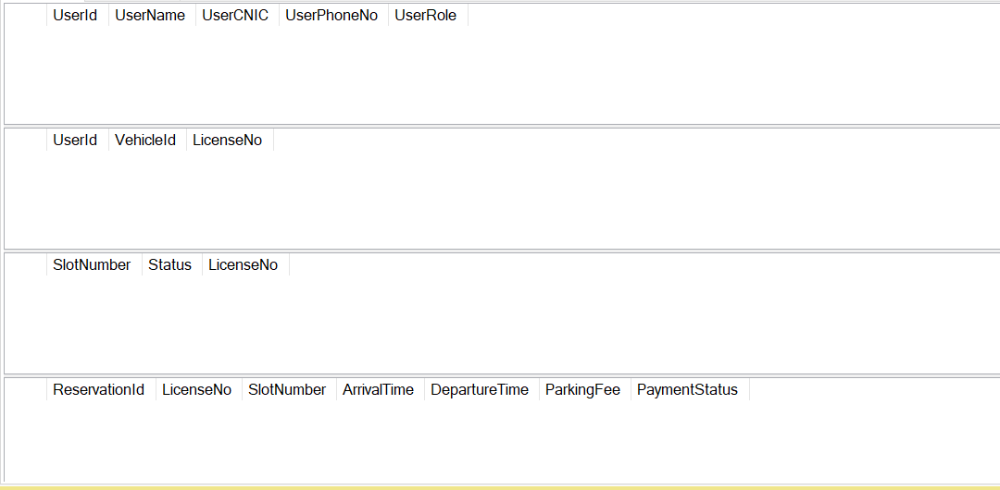 UserId UserName UserCNIC UserPhoneNo UserRole
UserId VehicleId LicenseNo
SlotNumber Status LicenseNo
ReservationId LicenseNo SlotNumber ArrivalTime DepartureTime ParkingFee PaymentStatus